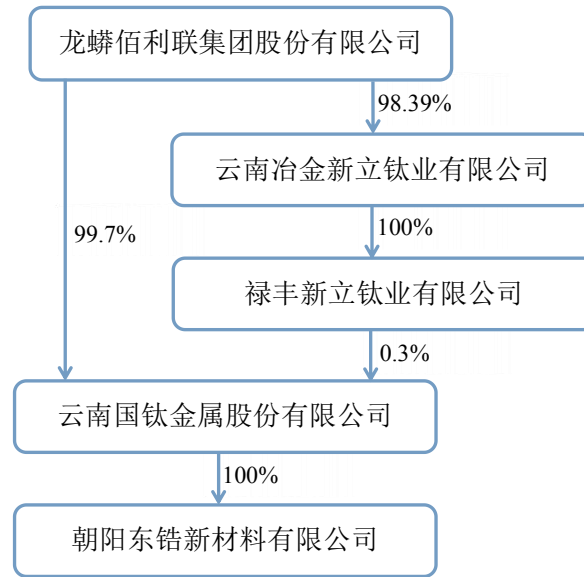 龙蟒佰利联集团股份有限公司
98.39%
云南冶金新立钛业有限公司
99.7%
100%
禄丰新立钛业有限公司
0.3%
云南国钛金属股份有限公司
100%
朝阳东锆新材料有限公司